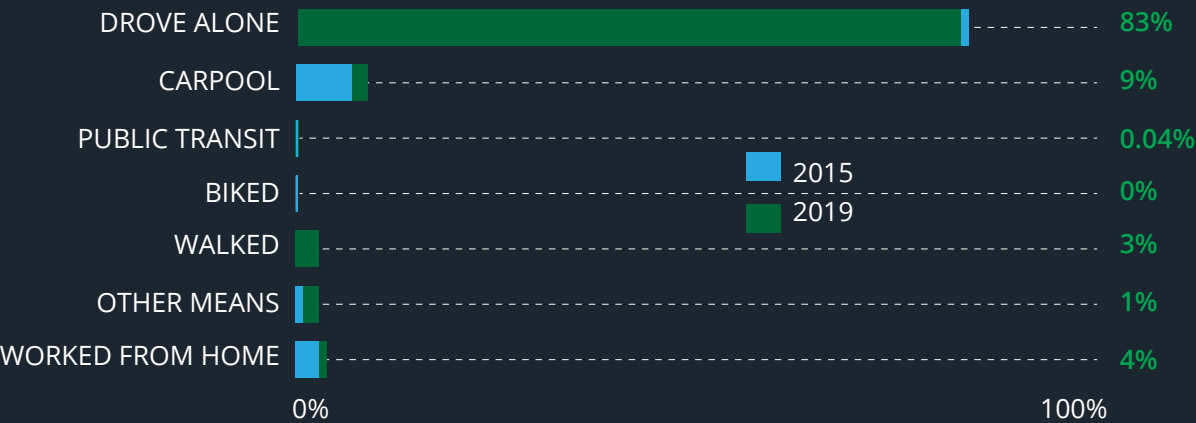 DROVE ALONE 83%
CARPOOL 9%
PUBLIC TRANSIT 0.04%
2015
BIKED 0%
2019
WALKED 3%
OTHER MEANS 1%
WORKED FROM HOME 4%
0% 100%